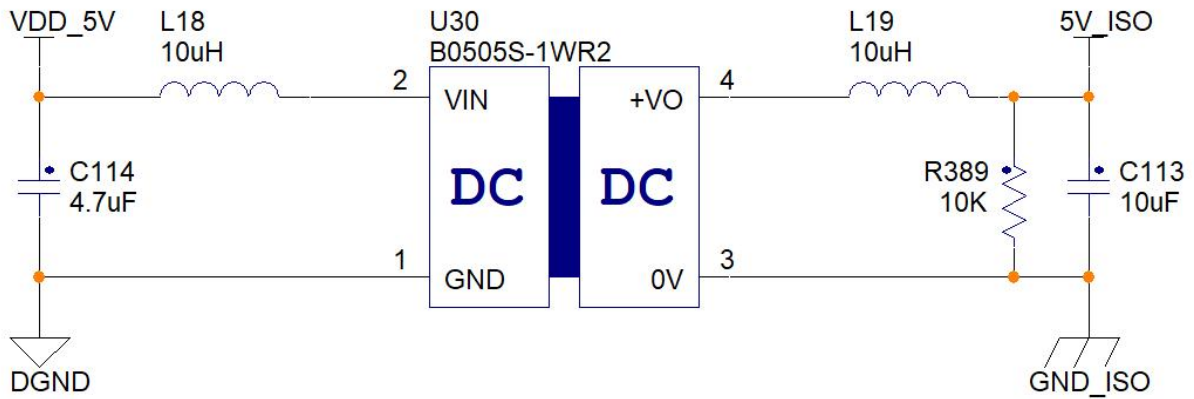 VDD_5V
L18
10uH
U30
B0505S-1WR2
L19
10uH
5V_ISO
2
VIN
+VO
4
C114
4.7uF
DC
DC
R389
10K
C113
10uF
1
GND
0V
3
DGND
GND_ISO